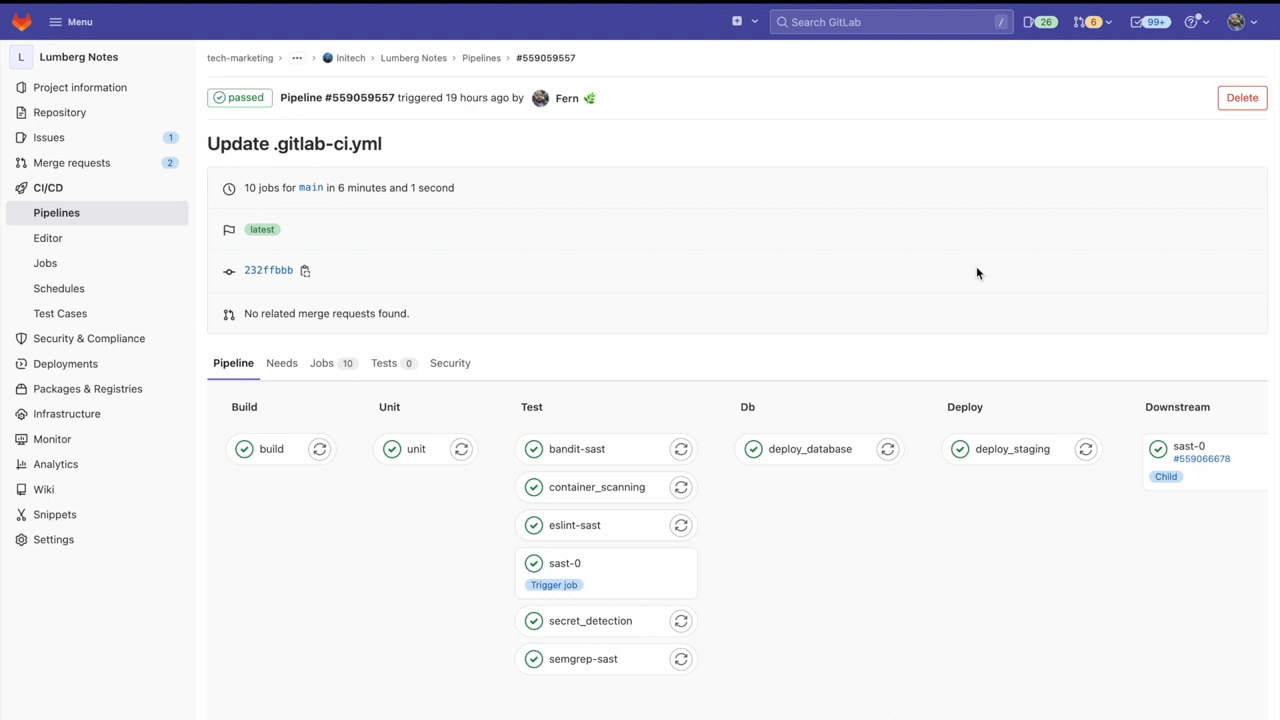 Menu
Search GitLab
/
26
6
99+
L Lumberg Notes
Project information
Repository
Issues 1
Merge requests 2
CI/CD
Pipelines
Editor
Jobs
Schedules
Test Cases
Security & Compliance
Deployments
Packages & Registries
Infrastructure
Monitor
Analytics
Wiki
Snippets
Settings
tech-marketing > ... > Initech > Lumberg Notes > Pipelines > #559059557
passed Pipeline #559059557 triggered 19 hours ago by Fern
Delete
Update .gitlab-ci.yml
10 jobs for main in 6 minutes and 1 second
latest
232ffbbb
No related merge requests found.
Pipeline Needs Jobs 10 Tests 0 Security
Build Unit Test Db Deploy Downstream
build
unit
bandit-sast
container_scanning
eslint-sast
sast-0
Trigger job
secret_detection
semgrep-sast
deploy_database
deploy_staging
sast-0
#559066678
Child